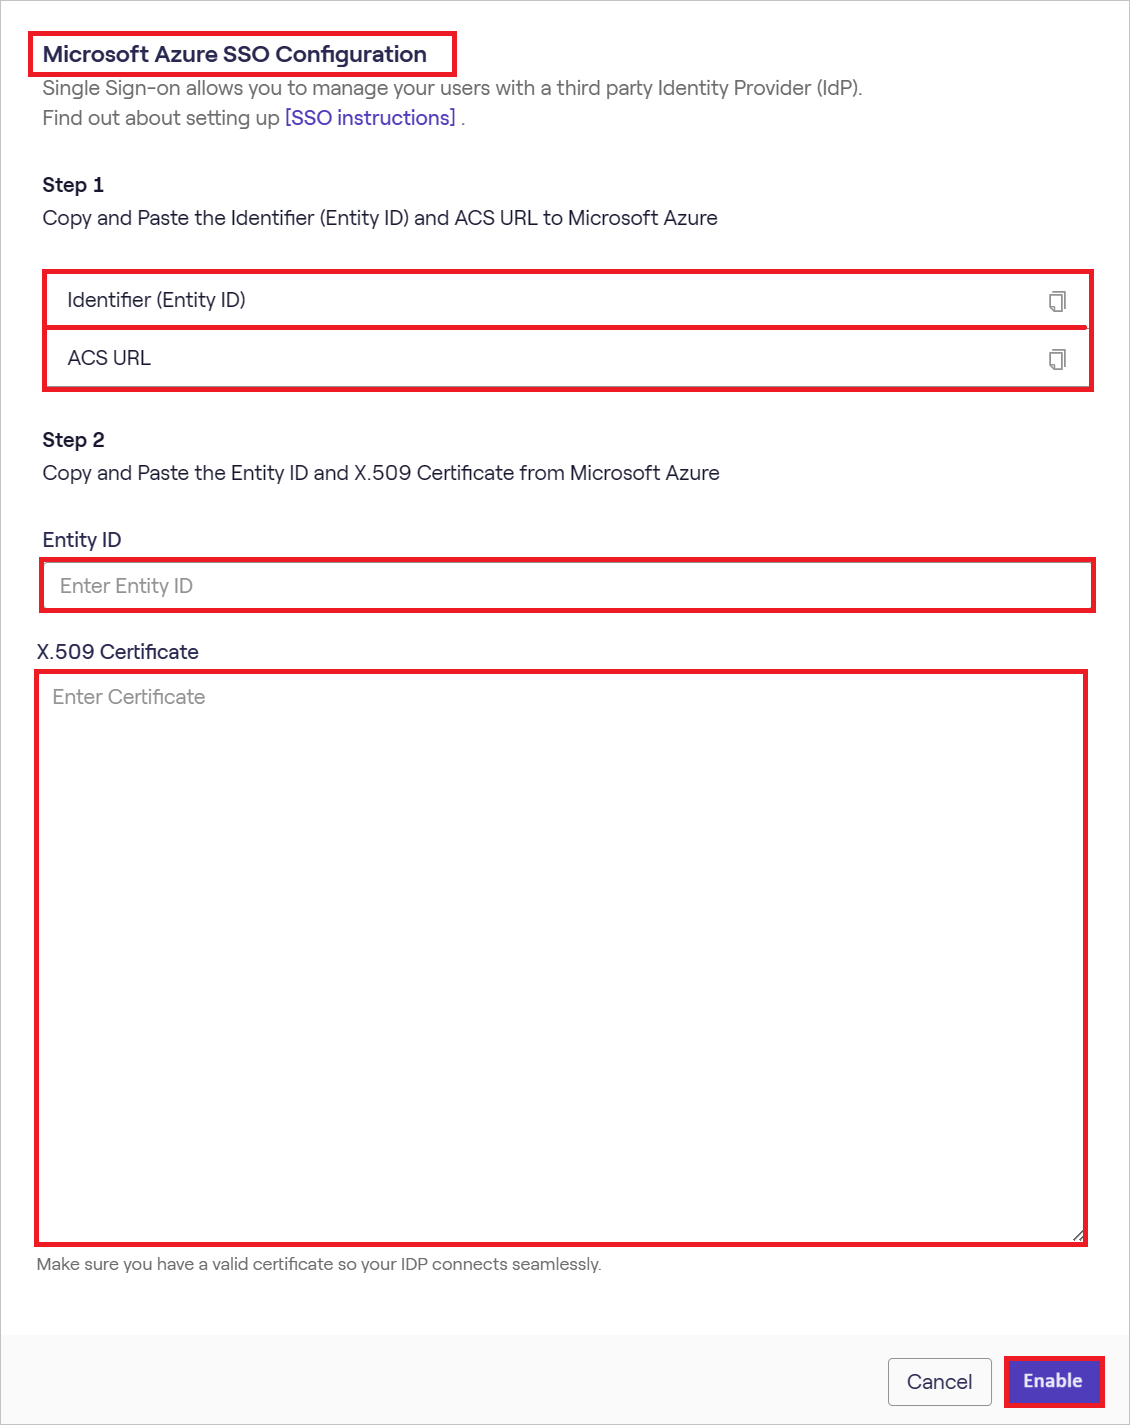 Microsoft Azure SSO Configuration
Single Sign-on allows you to manage your users with a third party Identity Provider (IdP).
Find out about setting up [SSO instructions] .
Step 1
Copy and Paste the Identifier (Entity ID) and ACS URL to Microsoft Azure
Identifier (Entity ID)
ACS URL
Step 2
Copy and Paste the Entity ID and X.509 Certificate from Microsoft Azure
Entity ID
Enter Entity ID
X.509 Certificate
Enter Certificate
Make sure you have a valid certificate so your IDP connects seamlessly.
Cancel Enable